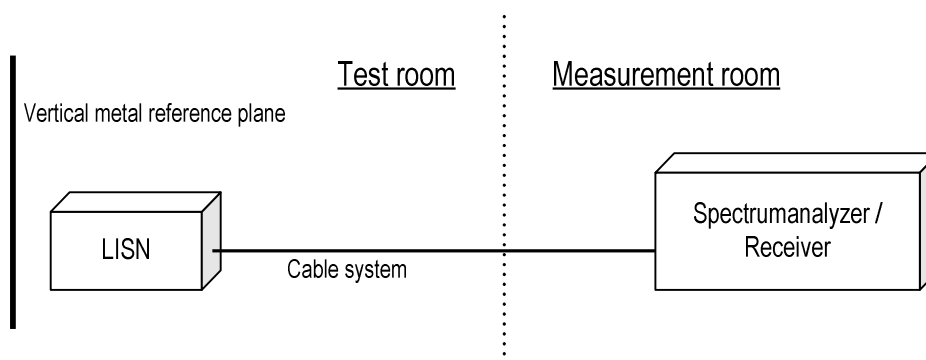 Test room
Measurement room
Vertical metal reference plane
LISN
Cable system
Spectrumanalyzer /
Receiver